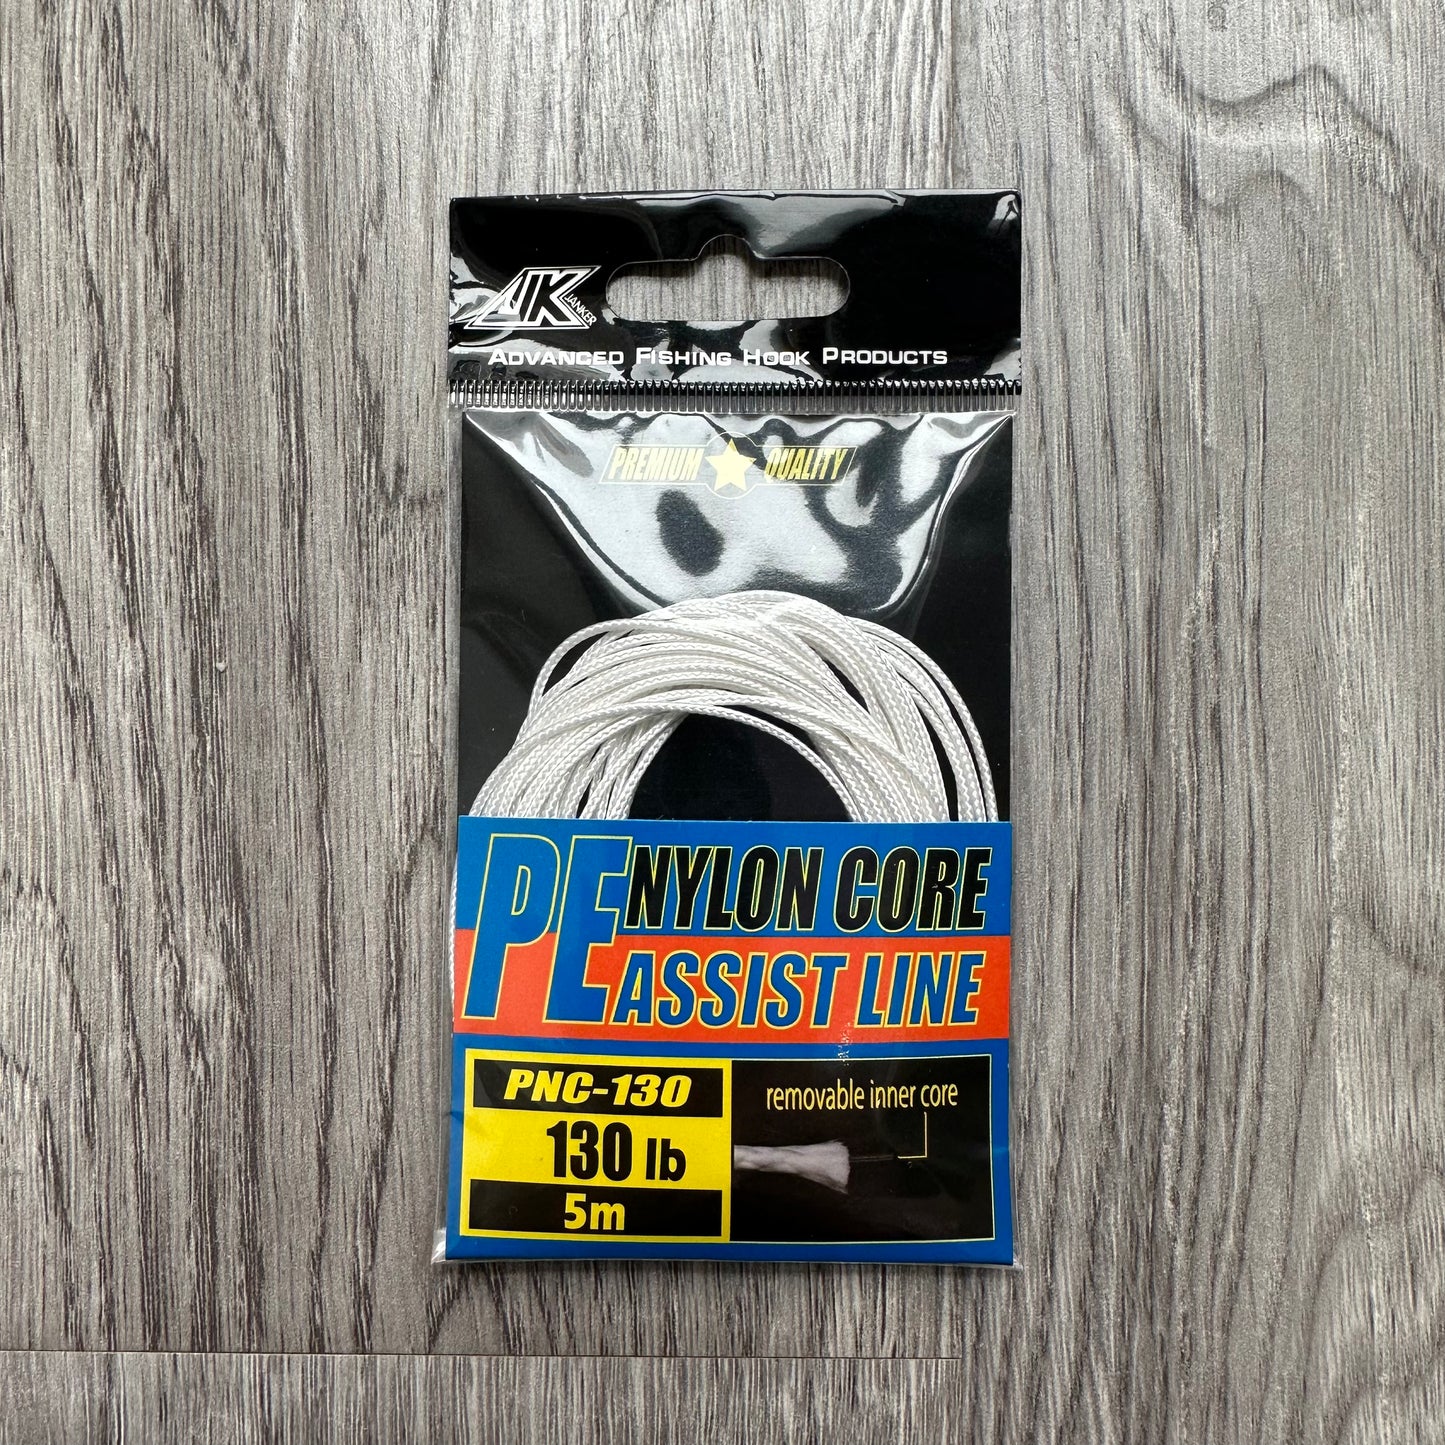 JK
JANKER
Advanced Fishing Hook Products
PREMIUM QUALITY
PE NYLON CORE
ASSIST LINE
PNC-130
130 lb
5m
removable inner core